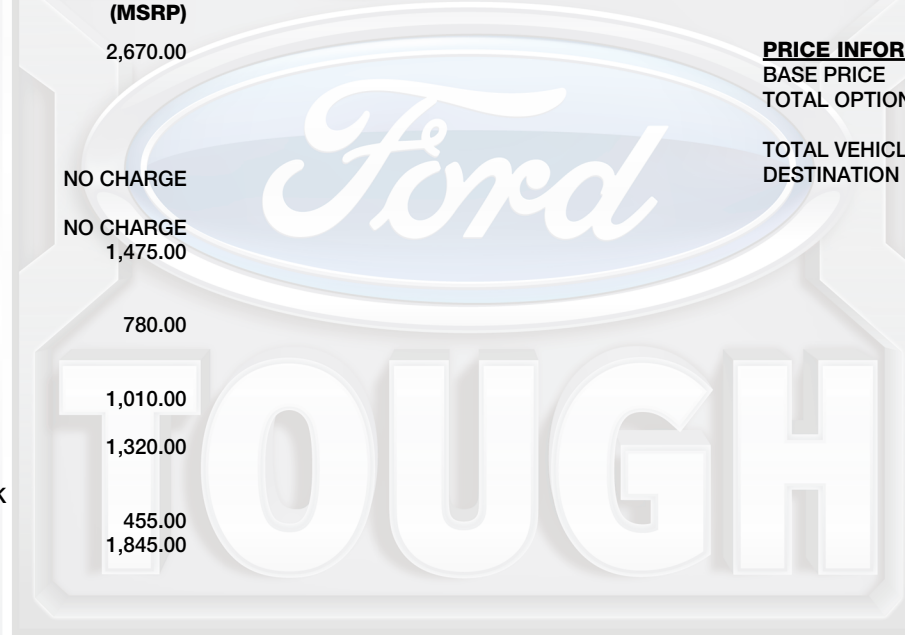 (MSRP)
2,670.00
NO CHARGE
NO CHARGE
1,475.00
780.00
1,010.00
1,320.00
K
455.00
1,845.00
PRICE INFOR
BASE PRICE
TOTAL OPTION
TOTAL VEHICL
DESTINATION
Ford
TOUGH